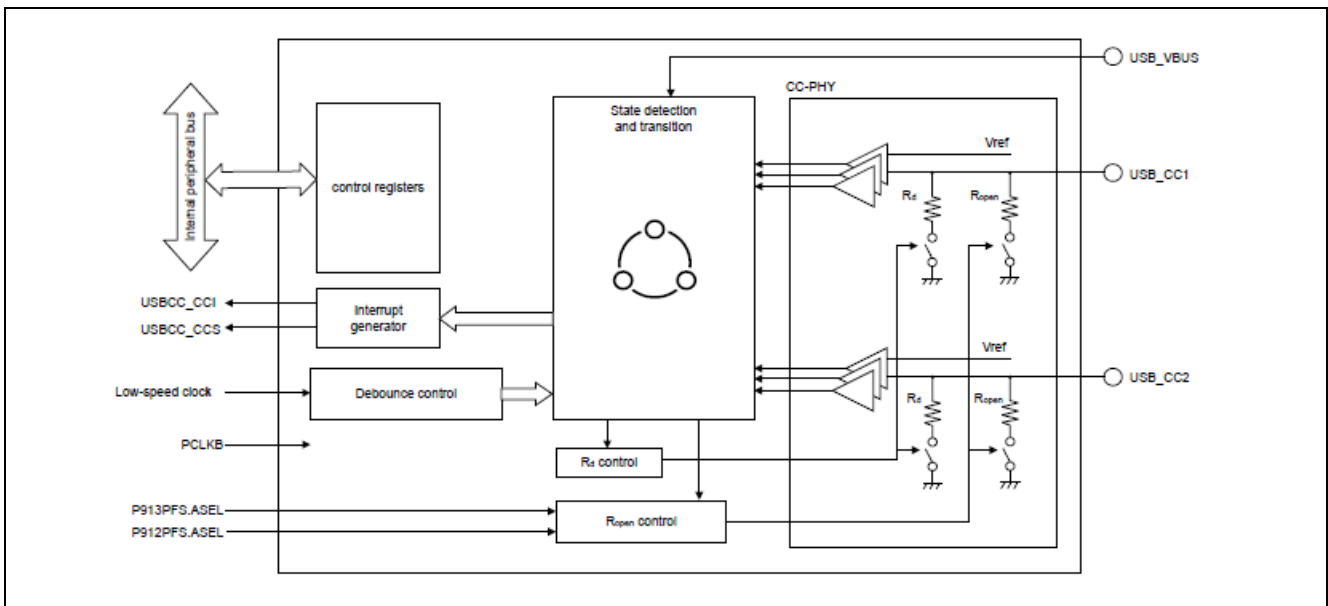 USB_VBUS
CC-PHY
State detection
and transition
Internal peripheral bus
control registers
Vref
USB_CC1
Rd
Ropen
USBCC_CCI
USBCC_CCS
Interrupt
generator
Vref
USB_CC2
Low-speed clock
Debounce control
Rd
Ropen
PCLKB
Rd control
P913PFS.ASEL
P912PFS.ASEL
Ropen control